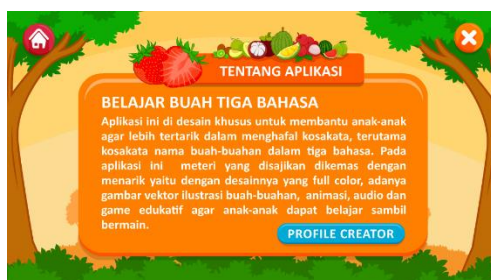 TENTANG APLIKASI
BELAJAR BUAH TIGA BAHASA
Aplikasi ini di desain khusus untuk membantu anak-anak
agar lebih tertarik dalam menghafal kosakata, terutama
kosakata nama buah-buahan dalam tiga bahasa. Pada
aplikasi ini meteri yang disajikan dikemas dengan
menarik yaitu dengan desainnya yang full color, adanya
gambar vektor ilustrasi buah-buahan, animasi, audio dan
game edukatif agar anak-anak dapat belajar sambil
bermain.
PROFILE CREATOR